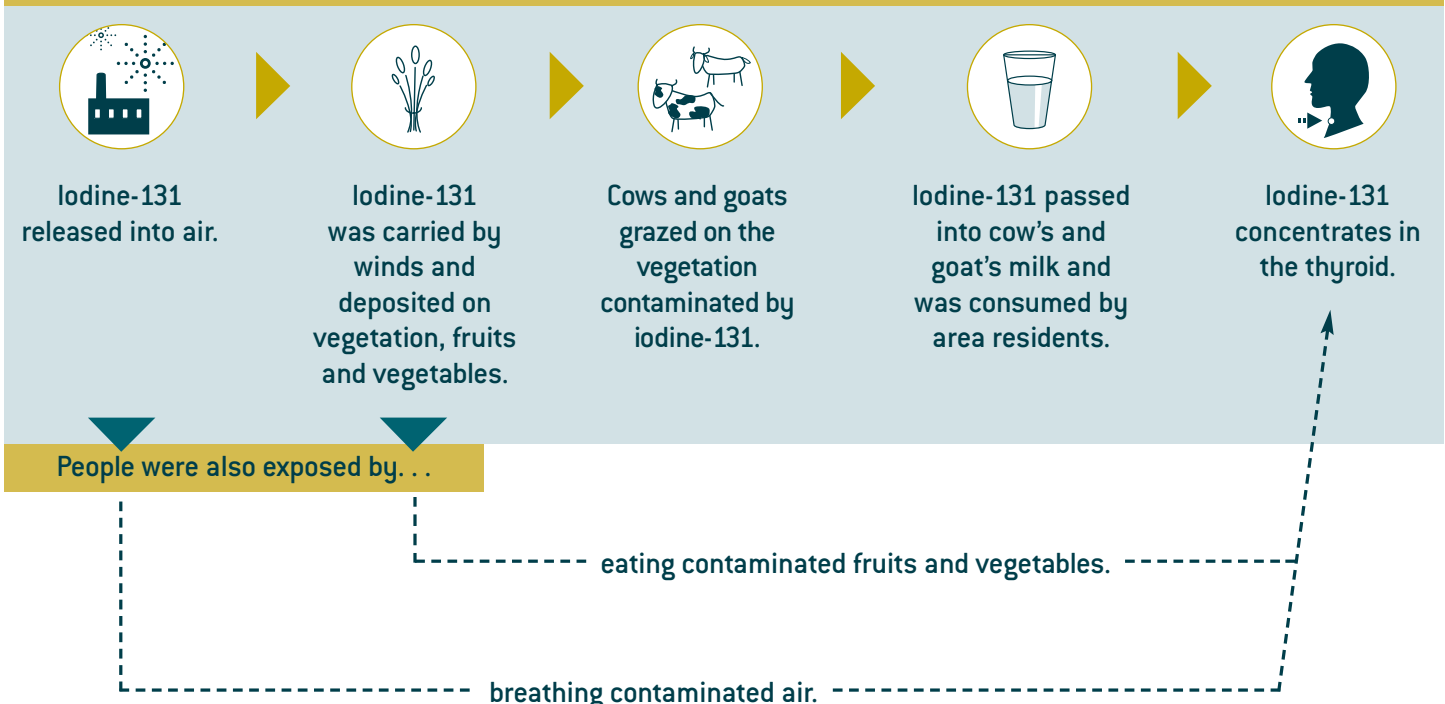 Iodine-131
released into air.
Iodine-131
was carried by
winds and
deposited on
vegetation, fruits
and vegetables.
Cows and goats
grazed on the
vegetation
contaminated by
iodine-131.
Iodine-131 passed
into cow's and
goat's milk and
was consumed by
area residents.
Iodine-131
concentrates in
the thyroid.
People were also exposed by. . .
eating contaminated fruits and vegetables.
breathing contaminated air.